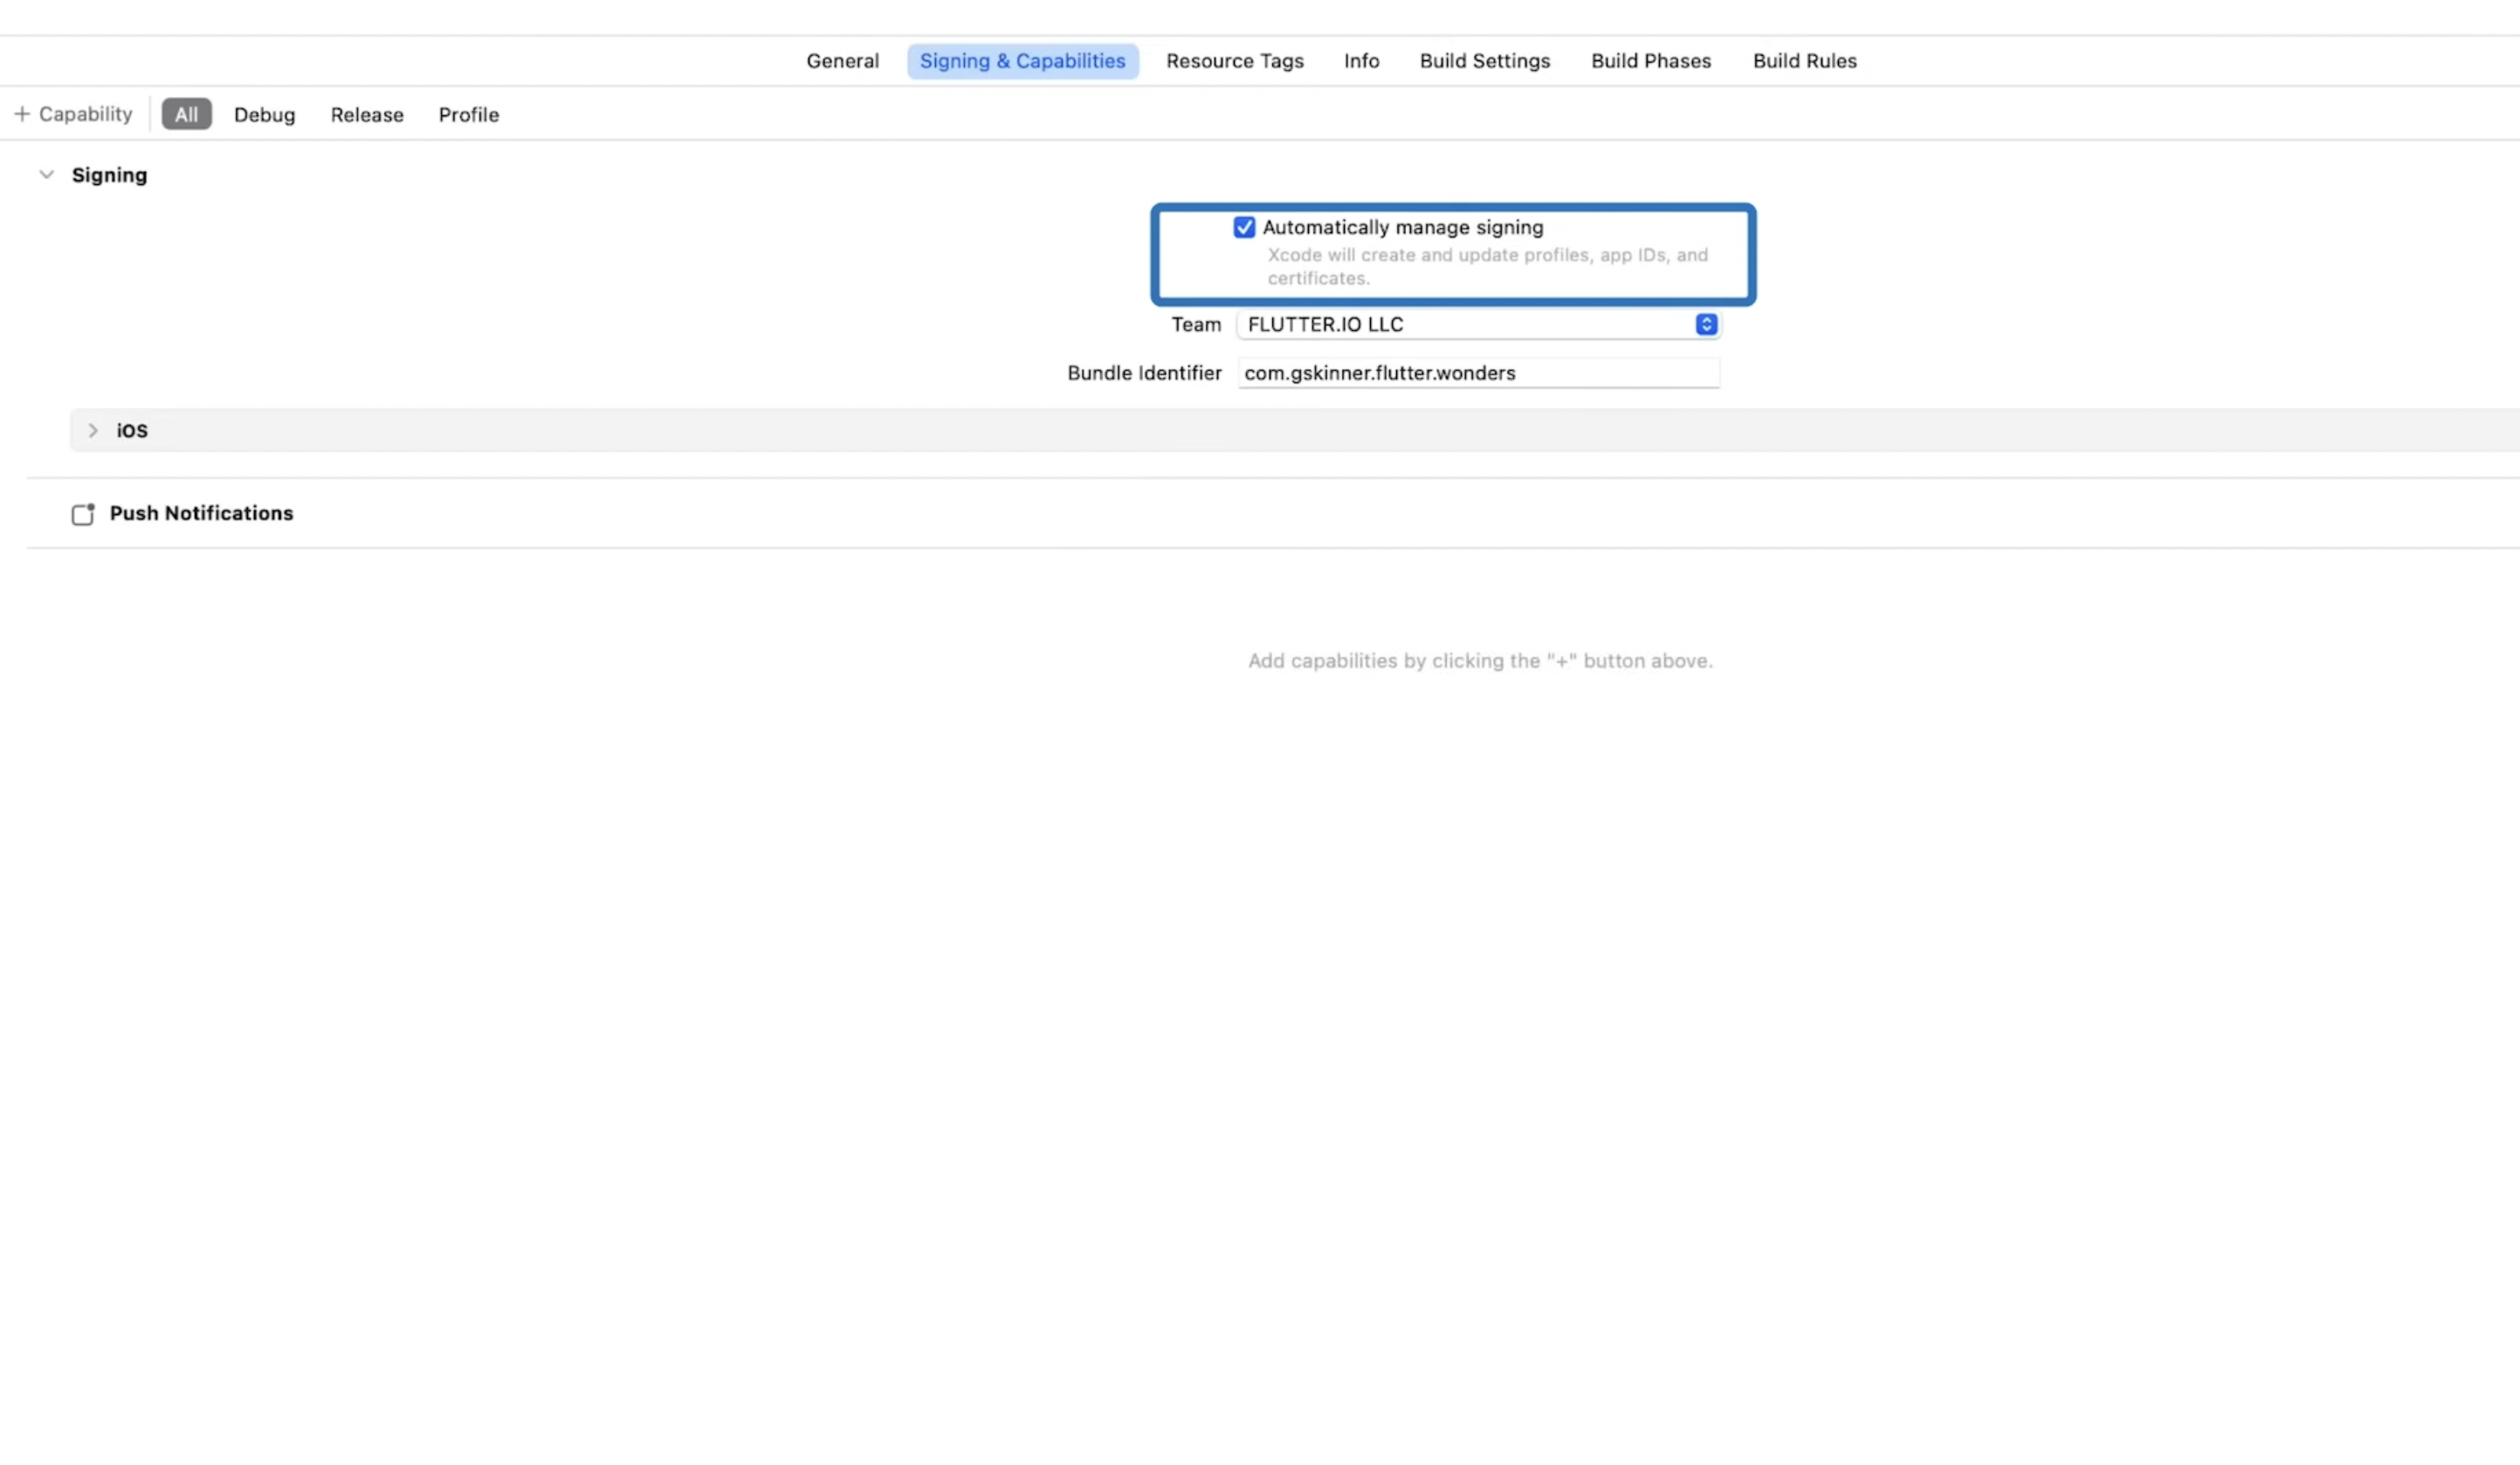 General Signing & Capabilities Resource Tags Info Build Settings Build Phases Build Rules
+ Capability All Debug Release Profile
Signing
Automatically manage signing
Xcode will create and update profiles, app IDs, and
certificates.
Team FLUTTER.IO LLC
Bundle Identifier com.gskinner.flutter.wonders
iOS
Push Notifications
Add capabilities by clicking the "+" button above.